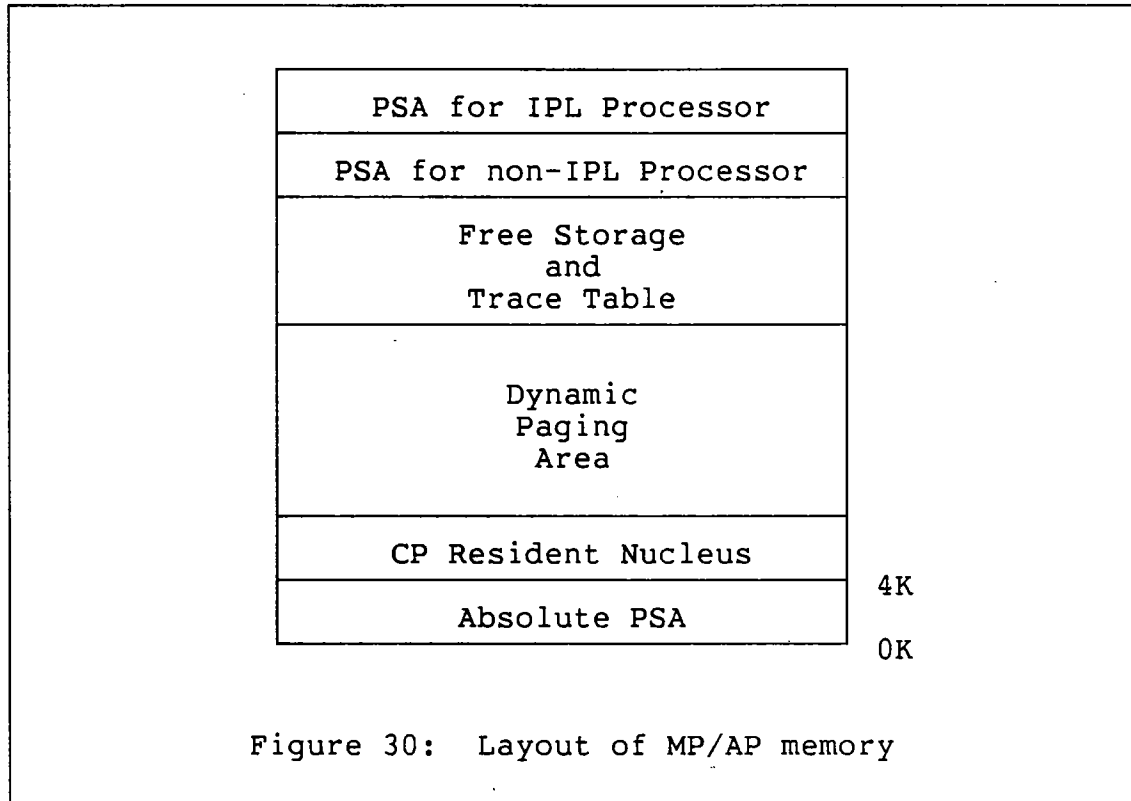 PSA for IPL Processor
PSA for non-IPL Processor
Free Storage
and
Trace Table
Dynamic
Paging
Area
CP Resident Nucleus
4K
Absolute PSA
0K
Figure 30: Layout of MP/AP memory